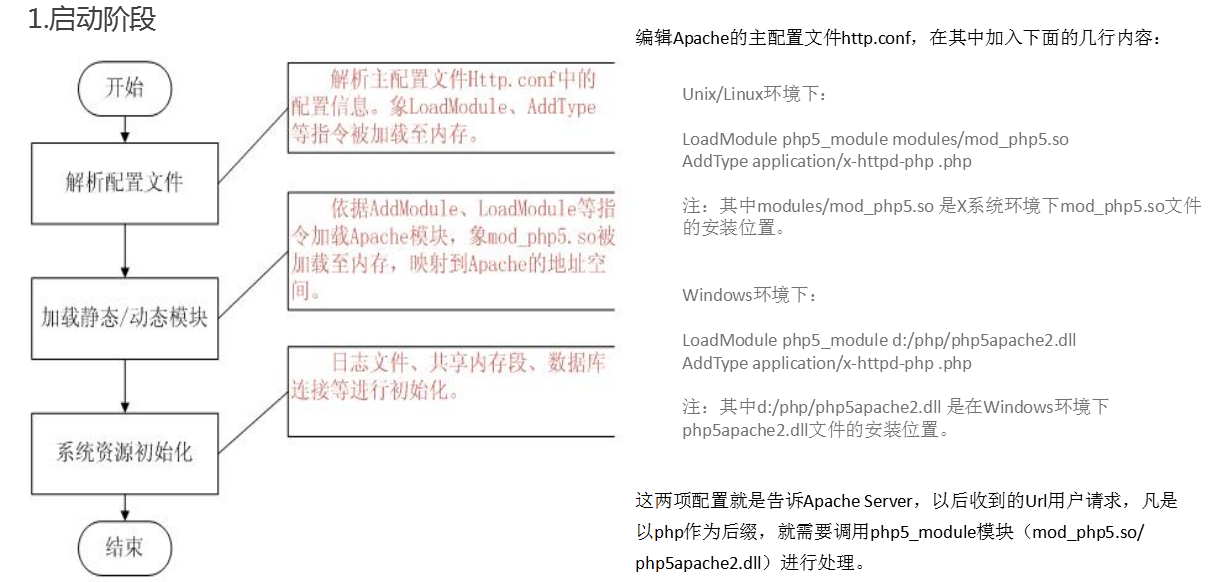 1.启动阶段
开始
解析配置文件
加载静态/动态模块
系统资源初始化
结束
解析主配置文件Http.conf中的
配置信息。象LoadModule、AddType
等指令被加载至内存。
依据AddModule、LoadModule等指
令加载Apache模块，象mod_php5.so被
加载至内存，映射到Apache的地址空
间。
日志文件、共享内存段、数据库
连接等进行初始化。
编辑Apache的主配置文件http.conf，在其中加入下面的几行内容：
Unix/Linux环境下：
LoadModule php5_module modules/mod_php5.so
AddType application/x-httpd-php .php
注：其中modules/mod_php5.so 是X系统环境下mod_php5.so文件
的安装位置。
Windows环境下：
LoadModule php5_module d:/php/php5apache2.dll
AddType application/x-httpd-php .php
注：其中d:/php/php5apache2.dll 是在Windows环境下
php5apache2.dll文件的安装位置。
这两项配置就是告诉Apache Server，以后收到的Url用户请求，凡是
以php作为后缀，就需要调用php5_module模块（mod_php5.so/
php5apache2.dll）进行处理。